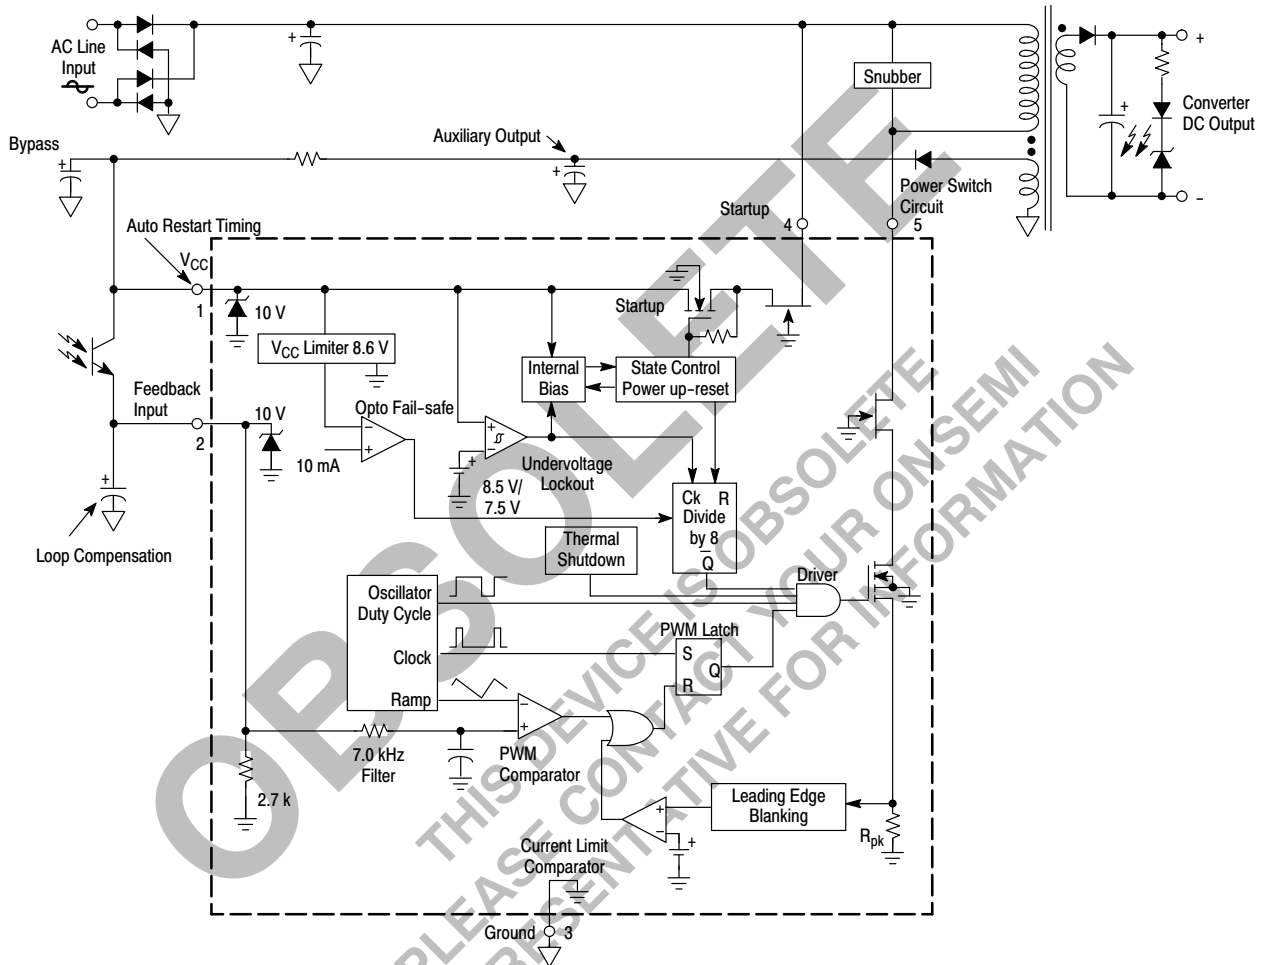 AC Line
Input
+
Snubber
+
+
Converter
DC Output
−
Bypass
+
Auxiliary Output
+
Power Switch
Circuit
Startup
4
5
Auto Restart Timing
VCC
1
10 V
Startup
VCC Limiter 8.6 V
Internal
Bias
State Control
Power up−reset
Feedback
Input
2
10 V
Opto Fail−safe
−
+
10 mA
+
−
+
8.5 V/
7.5 V
Undervoltage
Lockout
+
Loop Compensation
Ck R
Divide
by 8
Q
Thermal
Shutdown
Driver
Oscillator
Duty Cycle
Clock
Ramp
PWM Latch
S
Q
R
−
+
PWM
Comparator
7.0 kHz
Filter
2.7 k
Leading Edge
Blanking
+
−
+
Rpk
Current Limit
Comparator
Ground 3
OBSOLETE
THIS DEVICE IS OBSOLETE
PLEASE CONTACT YOUR ONSEMI
RESENTATIVE FOR INFORMATION